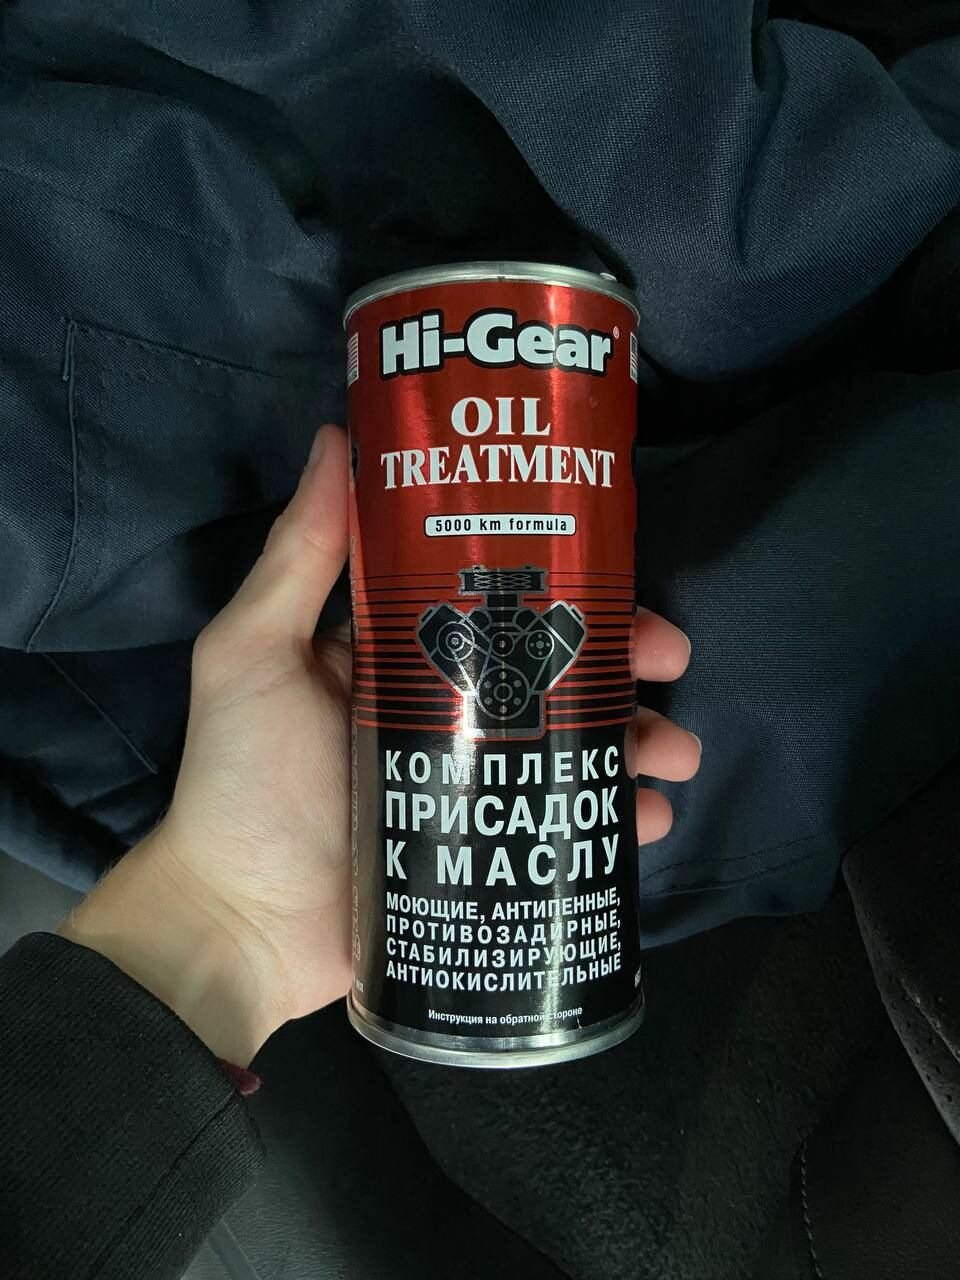 Hi-Gear®
OIL
TREATMENT
5000 km formula
КОМПЛЕКС
ПРИСАДОК
К МАСЛУ
МОЮЩИЕ, АНТИПЕННЫЕ,
ПРОТИВОЗАДИРНЫЕ,
СТАБИЛИЗИРУЮЩИЕ,
АНТИОКИСЛИТЕЛЬНЫЕ
Инструкция на обратной стороне